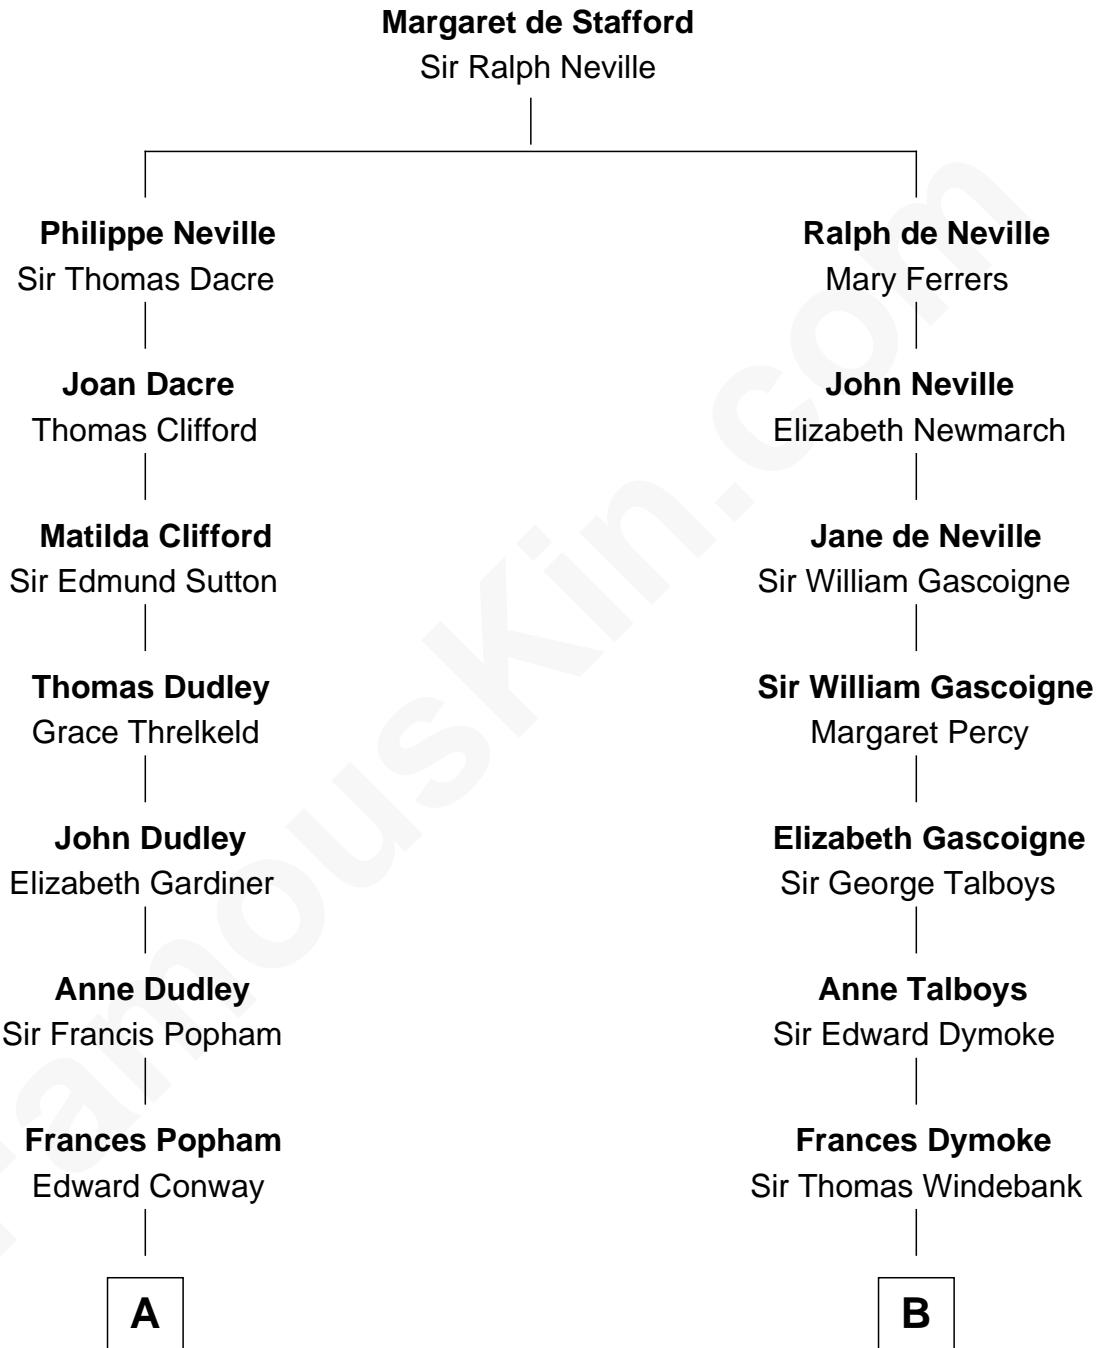 Margaret de Stafford
Sir Ralph Neville
Philippe Neville
Sir Thomas Dacre
Ralph de Neville
Mary Ferrers
Joan Dacre
Thomas Clifford
John Neville
Elizabeth Newmarch
Matilda Clifford
Sir Edmund Sutton
Jane de Neville
Sir William Gascoigne
Thomas Dudley
Grace Threlkeld
Sir William Gascoigne
Margaret Percy
John Dudley
Elizabeth Gardiner
Elizabeth Gascoigne
Sir George Talboys
Anne Dudley
Sir Francis Popham
Anne Talboys
Sir Edward Dymoke
Frances Popham
Edward Conway
Frances Dymoke
Sir Thomas Windebank
A
B
FamousKin.com